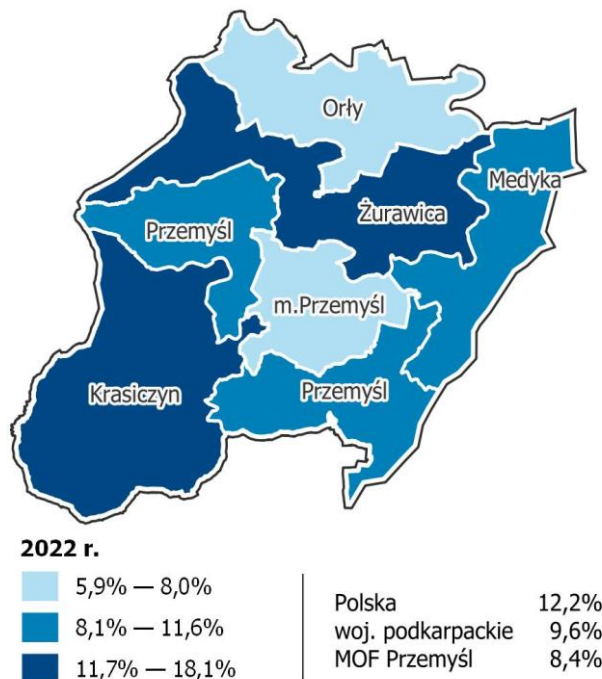 Orły
Medyka
Żurawica
Przemyśl
m.Przemyśl
Krasiczyn
Przemyśl
2022 r.
5,9% — 8,0%
8,1% — 11,6%
11,7% — 18,1%
Polska 12,2%
woj. podkarpackie 9,6%
MOF Przemyśl 8,4%